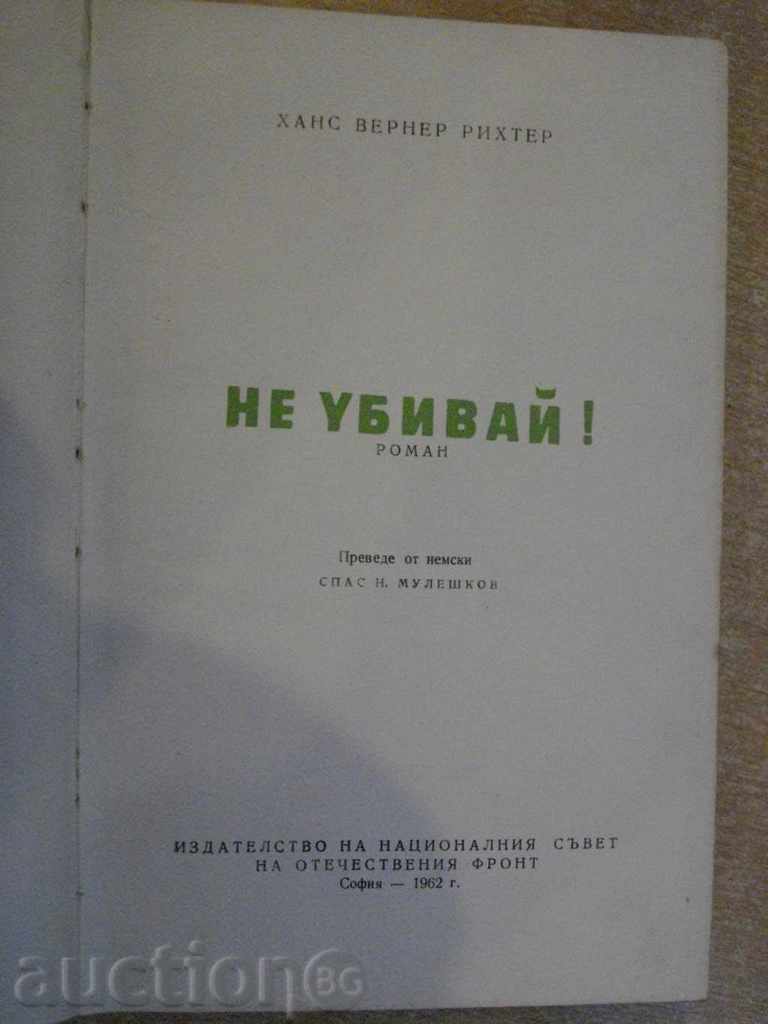 ХАНС ВЕРНЕР РИХТЕР
НЕ УБИВАЙ!
РОМАН
Преведе от немски
СПАС Н. МУЛЕШКОВ
ИЗДАТЕЛСТВО НА НАЦИОНАЛНИЯ СЪВЕТ
НА ОТЕЧЕСТВЕНИЯ ФРОНТ
София — 1962 г.
auction BG